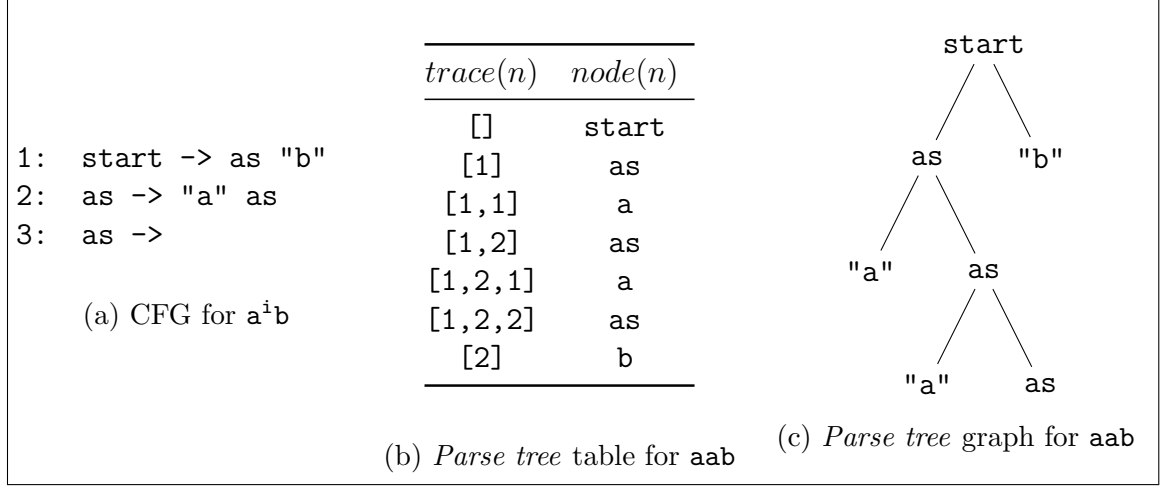 1: start -> as "b"
2: as -> "a" as
3: as ->
(a) CFG for aⁱb
trace(n) node(n)
[] start
[1] as
[1,1] a
[1,2] as
[1,2,1] a
[1,2,2] as
[2] b
(b) Parse tree table for aab
start
as "b"
"a" as
"a" as
(c) Parse tree graph for aab